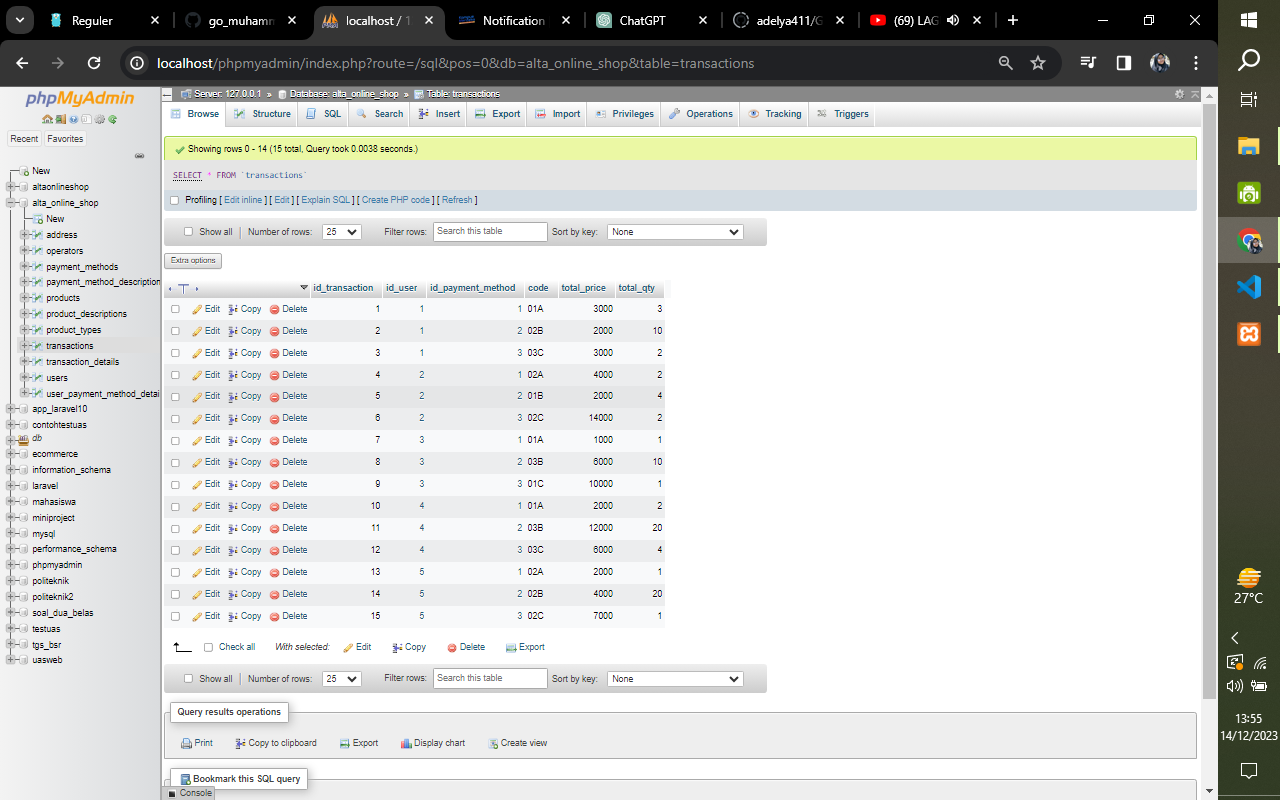 Reguler
go_muhamn
localhost / 1
Notification
ChatGPT
adelya411/G
(69) LAG
localhost/phpmyadmin/index.php?route=/sql&pos=0&db=alta_online_shop&table=transactions
phpMyAdmin
Recent Favorites
New
altaonlineshop
alta_online_shop
New
address
operators
payment_methods
payment_method_description
products
product_descriptions
product_types
transactions
transaction_details
users
user_payment_method_detai
app_laravel10
contohtestuas
db
ecommerce
information_schema
laravel
mahasiswa
miniproject
mysql
performance_schema
phpmyadmin
politeknik
politeknik2
soal_dua_belas
testuas
tgs_bsr
uasweb
Server: 127.0.0.1 » Database: alta_online_shop » Table: transactions
Browse Structure SQL Search Insert Export Import Privileges Operations Tracking Triggers
Showing rows 0 - 14 (15 total, Query took 0.0038 seconds.)
SELECT * FROM `transactions`
Profiling [ Edit inline ] [ Edit ] [ Explain SQL ] [ Create PHP code ] [ Refresh ]
Show all | Number of rows: 25 Filter rows: Search this table Sort by key: None
Extra options
id_transaction id_user id_payment_method code total_price total_qty
Edit Copy Delete 1 1 1 01A 3000 3
Edit Copy Delete 2 1 2 02B 2000 10
Edit Copy Delete 3 1 3 03C 3000 2
Edit Copy Delete 4 2 1 02A 4000 2
Edit Copy Delete 5 2 2 01B 2000 4
Edit Copy Delete 6 2 3 02C 14000 2
Edit Copy Delete 7 3 1 01A 1000 1
Edit Copy Delete 8 3 2 03B 6000 10
Edit Copy Delete 9 3 3 01C 10000 1
Edit Copy Delete 10 4 1 01A 2000 2
Edit Copy Delete 11 4 2 03B 12000 20
Edit Copy Delete 12 4 3 03C 6000 4
Edit Copy Delete 13 5 1 02A 2000 1
Edit Copy Delete 14 5 2 02B 4000 20
Edit Copy Delete 15 5 3 02C 7000 1
Check all With selected: Edit Copy Delete Export
Show all | Number of rows: 25 Filter rows: Search this table Sort by key: None
Query results operations
Print Copy to clipboard Export Display chart Create view
Bookmark this SQL query
Console
27°C
13:55
14/12/2023